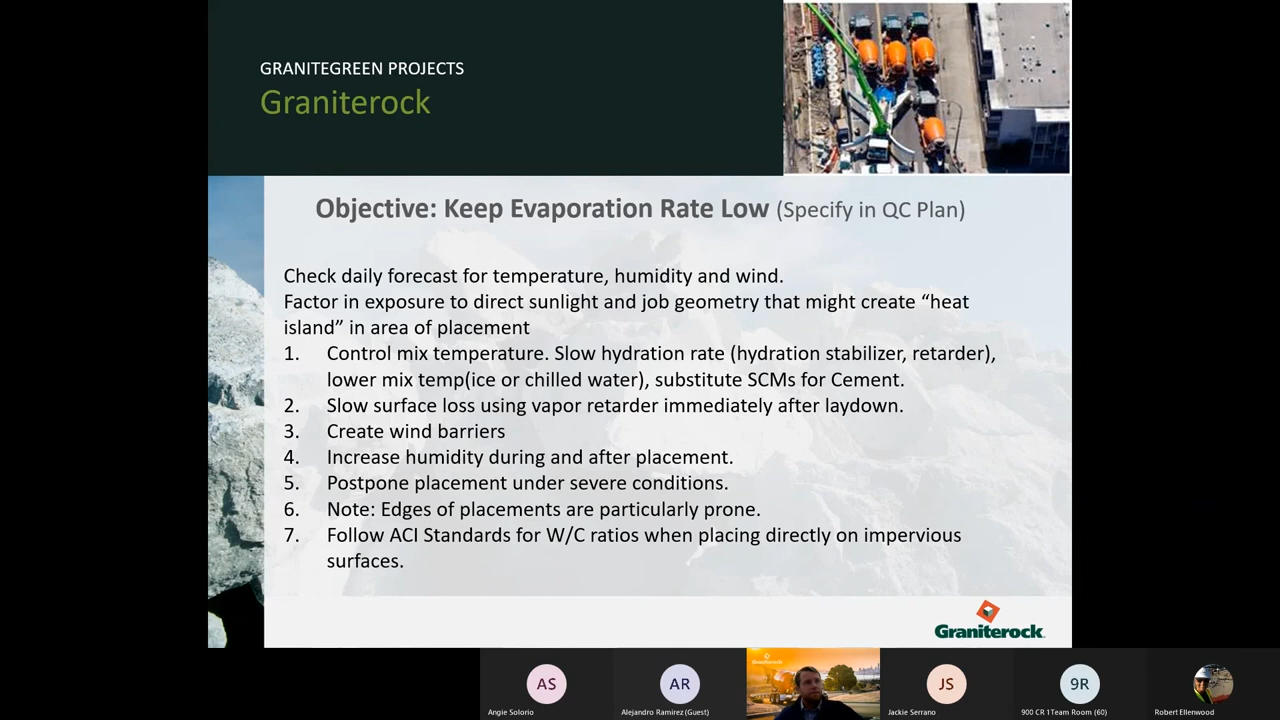 GRANITEGREEN PROJECTS
Graniterock
Objective: Keep Evaporation Rate Low (Specify in QC Plan)
Check daily forecast for temperature, humidity and wind.
Factor in exposure to direct sunlight and job geometry that might create “heat
island” in area of placement
1. Control mix temperature. Slow hydration rate (hydration stabilizer, retarder),
lower mix temp(ice or chilled water), substitute SCMs for Cement.
2. Slow surface loss using vapor retarder immediately after laydown.
3. Create wind barriers
4. Increase humidity during and after placement.
5. Postpone placement under severe conditions.
6. Note: Edges of placements are particularly prone.
7. Follow ACI Standards for W/C ratios when placing directly on impervious
surfaces.
Graniterock
AS
AR
Graniterock
JS
9R
Angie Solorio
Alejandro Ramirez (Guest)
Jackie Serrano
900 CR 1Team Room (60)
Robert Ellenwood